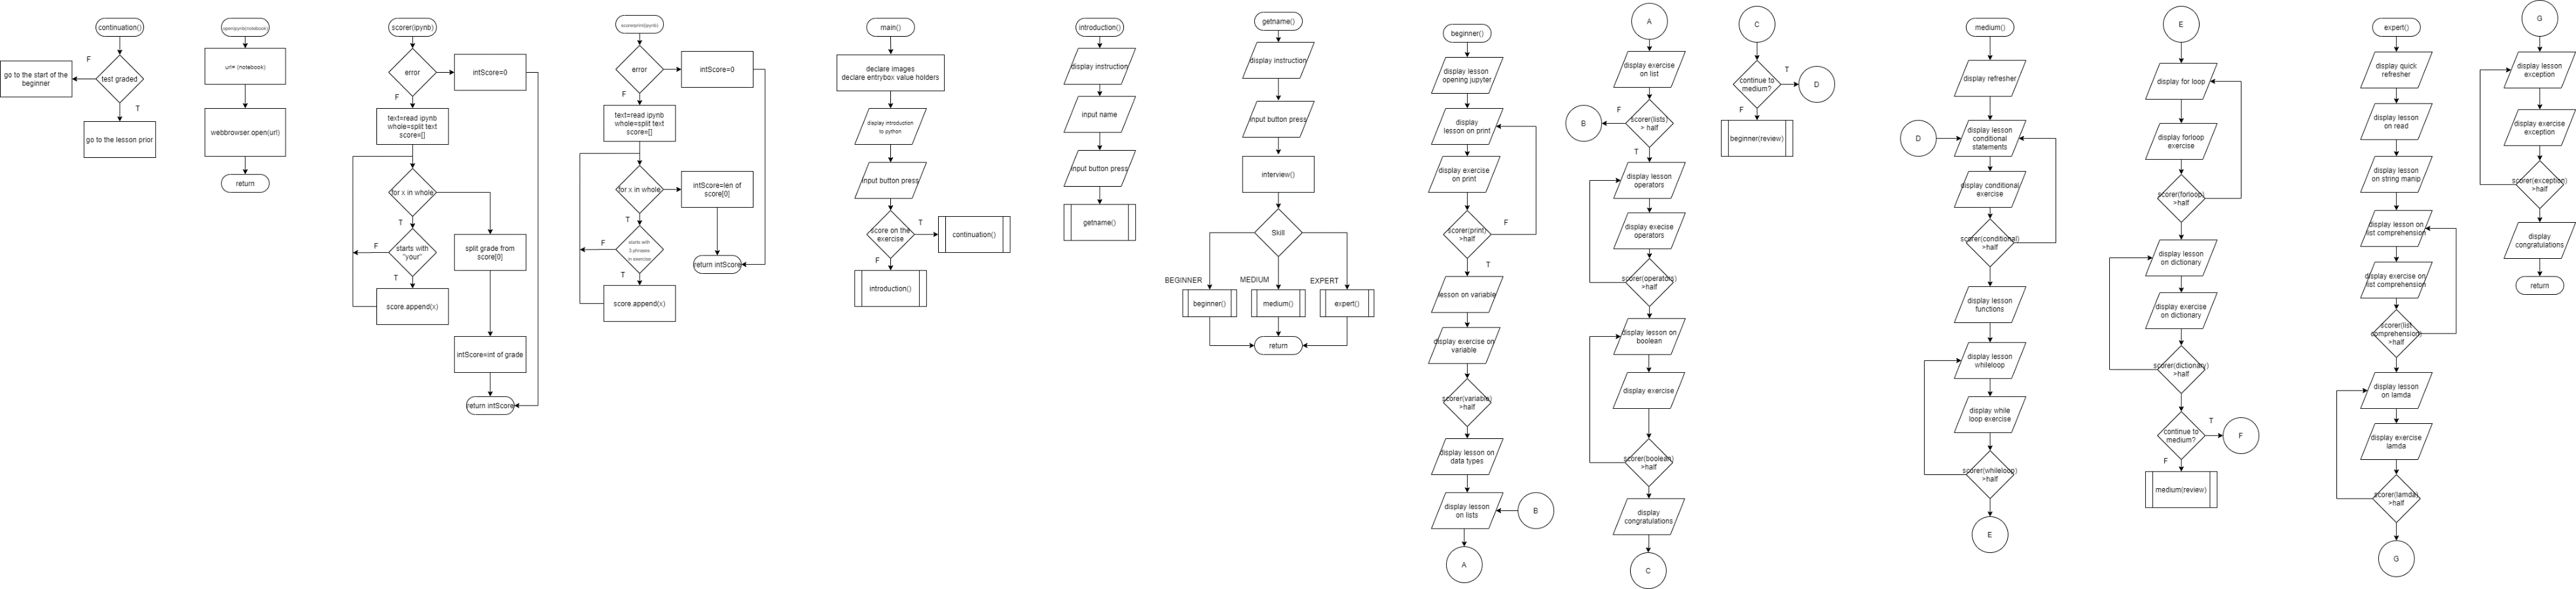 continuation()
F
test graded
go to the start of the
beginner
T
go to the lesson prior
openipynb(notebook)
url= (notebook)
webbrowser.open(url)
return
scorer(ipynb)
error
intScore=0
F
text=read ipynb
whole=split text
score=[]
for x in whole
T
F
starts with
"your"
split grade from
score[0]
T
score.append(x)
intScore=int of grade
return intScore
scoreprint(ipynb)
error
intScore=0
F
text=read ipynb
whole=split text
score=[]
for x in whole
intScore=len of
score[0]
T
F
starts with
3 phrases
in exercise
return intScore
T
score.append(x)
main()
declare images
declare entrybox value holders
display introduction
to python
input button press
score on the
exercise
T
continuation()
F
introduction()
introduction()
display instruction
input name
input button press
getname()
getname()
display instruction
input button press
interview()
Skill
BEGINNER
MEDIUM
EXPERT
beginner()
medium()
expert()
return
beginner()
display lesson
opening jupyter
display
lesson on print
display exercise
on print
scorer(print)
>half
F
T
lesson on variable
display exercise on
variable
scorer(variable)
>half
display lesson on
data types
display lesson
on lists
B
A
A
display exercise
on list
F
B
scorer(lists)
> half
T
display lesson
operators
display execise
operators
scorer(operators)
>half
display lesson on
boolean
display exercise
scorer(boolean)
>half
display
congratulations
C
C
continue to
medium?
T
D
F
beginner(review)
medium()
display refresher
D
display lesson
conditional
statements
display conditional
exercise
scorer(conditional)
>half
display lesson
functions
display lesson
whileloop
display while
loop exercise
scorer(whileloop)
>half
E
E
display for loop
display forloop
exercise
scorer(forloop)
>half
display lesson
on dictionary
display exercise
on dictionary
scorer(dictionary)
>half
continue to
medium?
T
F
F
medium(review)
expert()
display quick
refresher
display lesson
on read
display lesson
on string manip
display lesson on
list comprehension
display exercise on
list comprehension
scorer(list
comprehension)
>half
display lesson
on lamda
display exercise
lamda
scorer(lamda)
>half
G
G
display lesson
exception
display exercise
exception
scorer(exception)
>half
display
congratulations
return